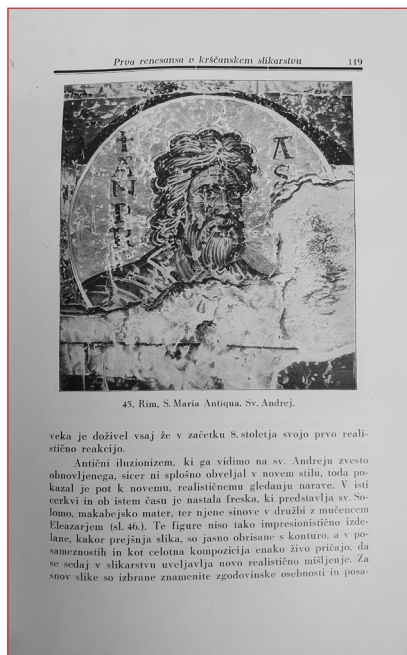 Prva renesansa v krščanskem slikarstvu 119
45. Rim, S. Maria Antiqua. Sv. Andrej.
veka je doživel vsaj že v začetku 8. stoletja svojo prvo reali-
stično reakcijo.
Antični iluzionizem, ki ga vidimo na sv. Andreju zvesto
obnovljenega, sicer ni splošno obveljal v novem stilu, toda po-
kazal je pot k novemu, realističnemu gledanju narave. V isti
cerkvi in ob istem času je nastala freska, ki predstavlja sv. So-
lomo, makabejsko mater, ter njene sinove v družbi z mučencem
Eleazarjem (sl. 46.). Te figure niso tako impresionistično izde-
lane, kakor prejšnja slika, so jasno obrisane s konturo, a v po-
sameznostih in kot celotna kompozicija enako živo pričajo, da
se sedaj v slikarstvu uveljavlja novo realistično mišljenje. Za
snov slike so izbrane znamenite zgodovinske osebnosti in posa-